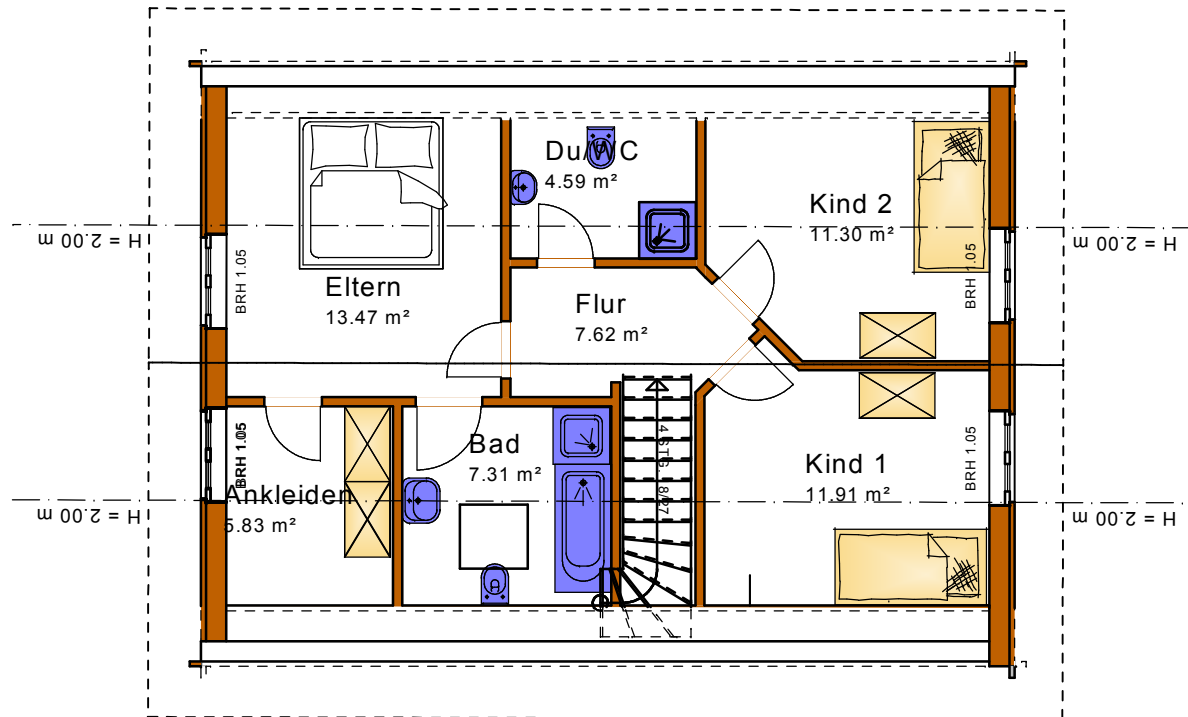 Du/WC
4.59 m²
Kind 2
11.30 m²
H = 2.00 m
H = 2.00 m
BRH 1.05
BRH 1.05
Eltern
13.47 m²
Flur
7.62 m²
Bad
7.31 m²
Kind 1
11.91 m²
BRH 1.05
BRH 1.05
Ankleiden
5.83 m²
H = 2.00 m
H = 2.00 m